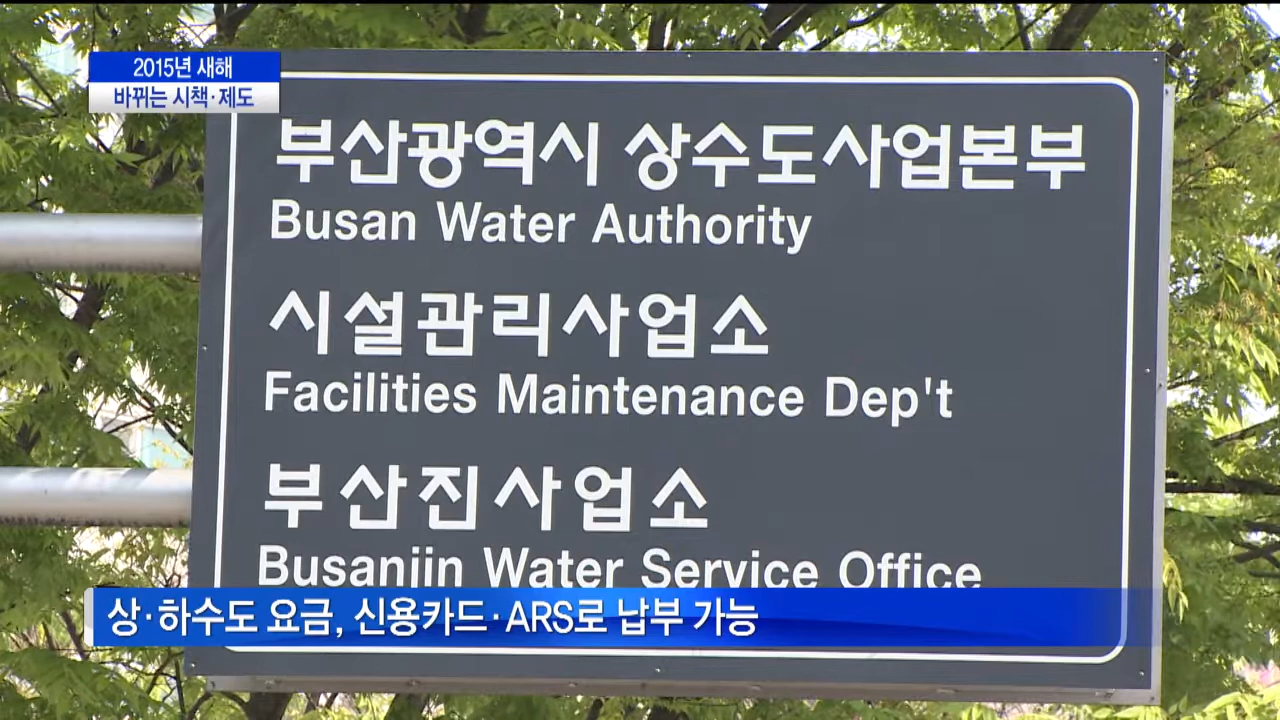 2015년 새해
바뀌는 시책·제도
부산광역시 상수도사업본부
Busan Water Authority
시설관리사업소
Facilities Maintenance Dep't
부산진사업소
Busanjin Water Service Office
상·하수도 요금, 신용카드·ARS로 납부 가능